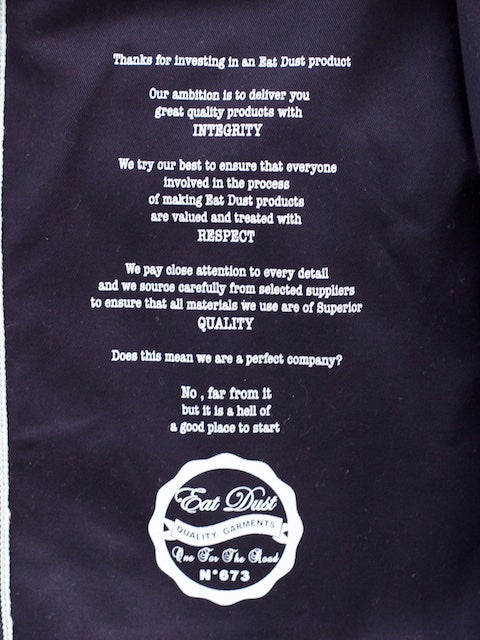 Thanks for investing in an Eat Dust product
Our ambition is to deliver you
great quality products with
INTEGRITY
We try our best to ensure that everyone
involved in the process
of making Eat Dust products
are valued and treated with
RESPECT
We pay close attention to every detail
and we source carefully from selected suppliers
to ensure that all materials we use are of Superior
QUALITY
Does this mean we are a perfect company?
No , far from it
but it is a hell of
a good place to start
Eat Dust
QUALITY GARMENTS
One For The Road
N°673